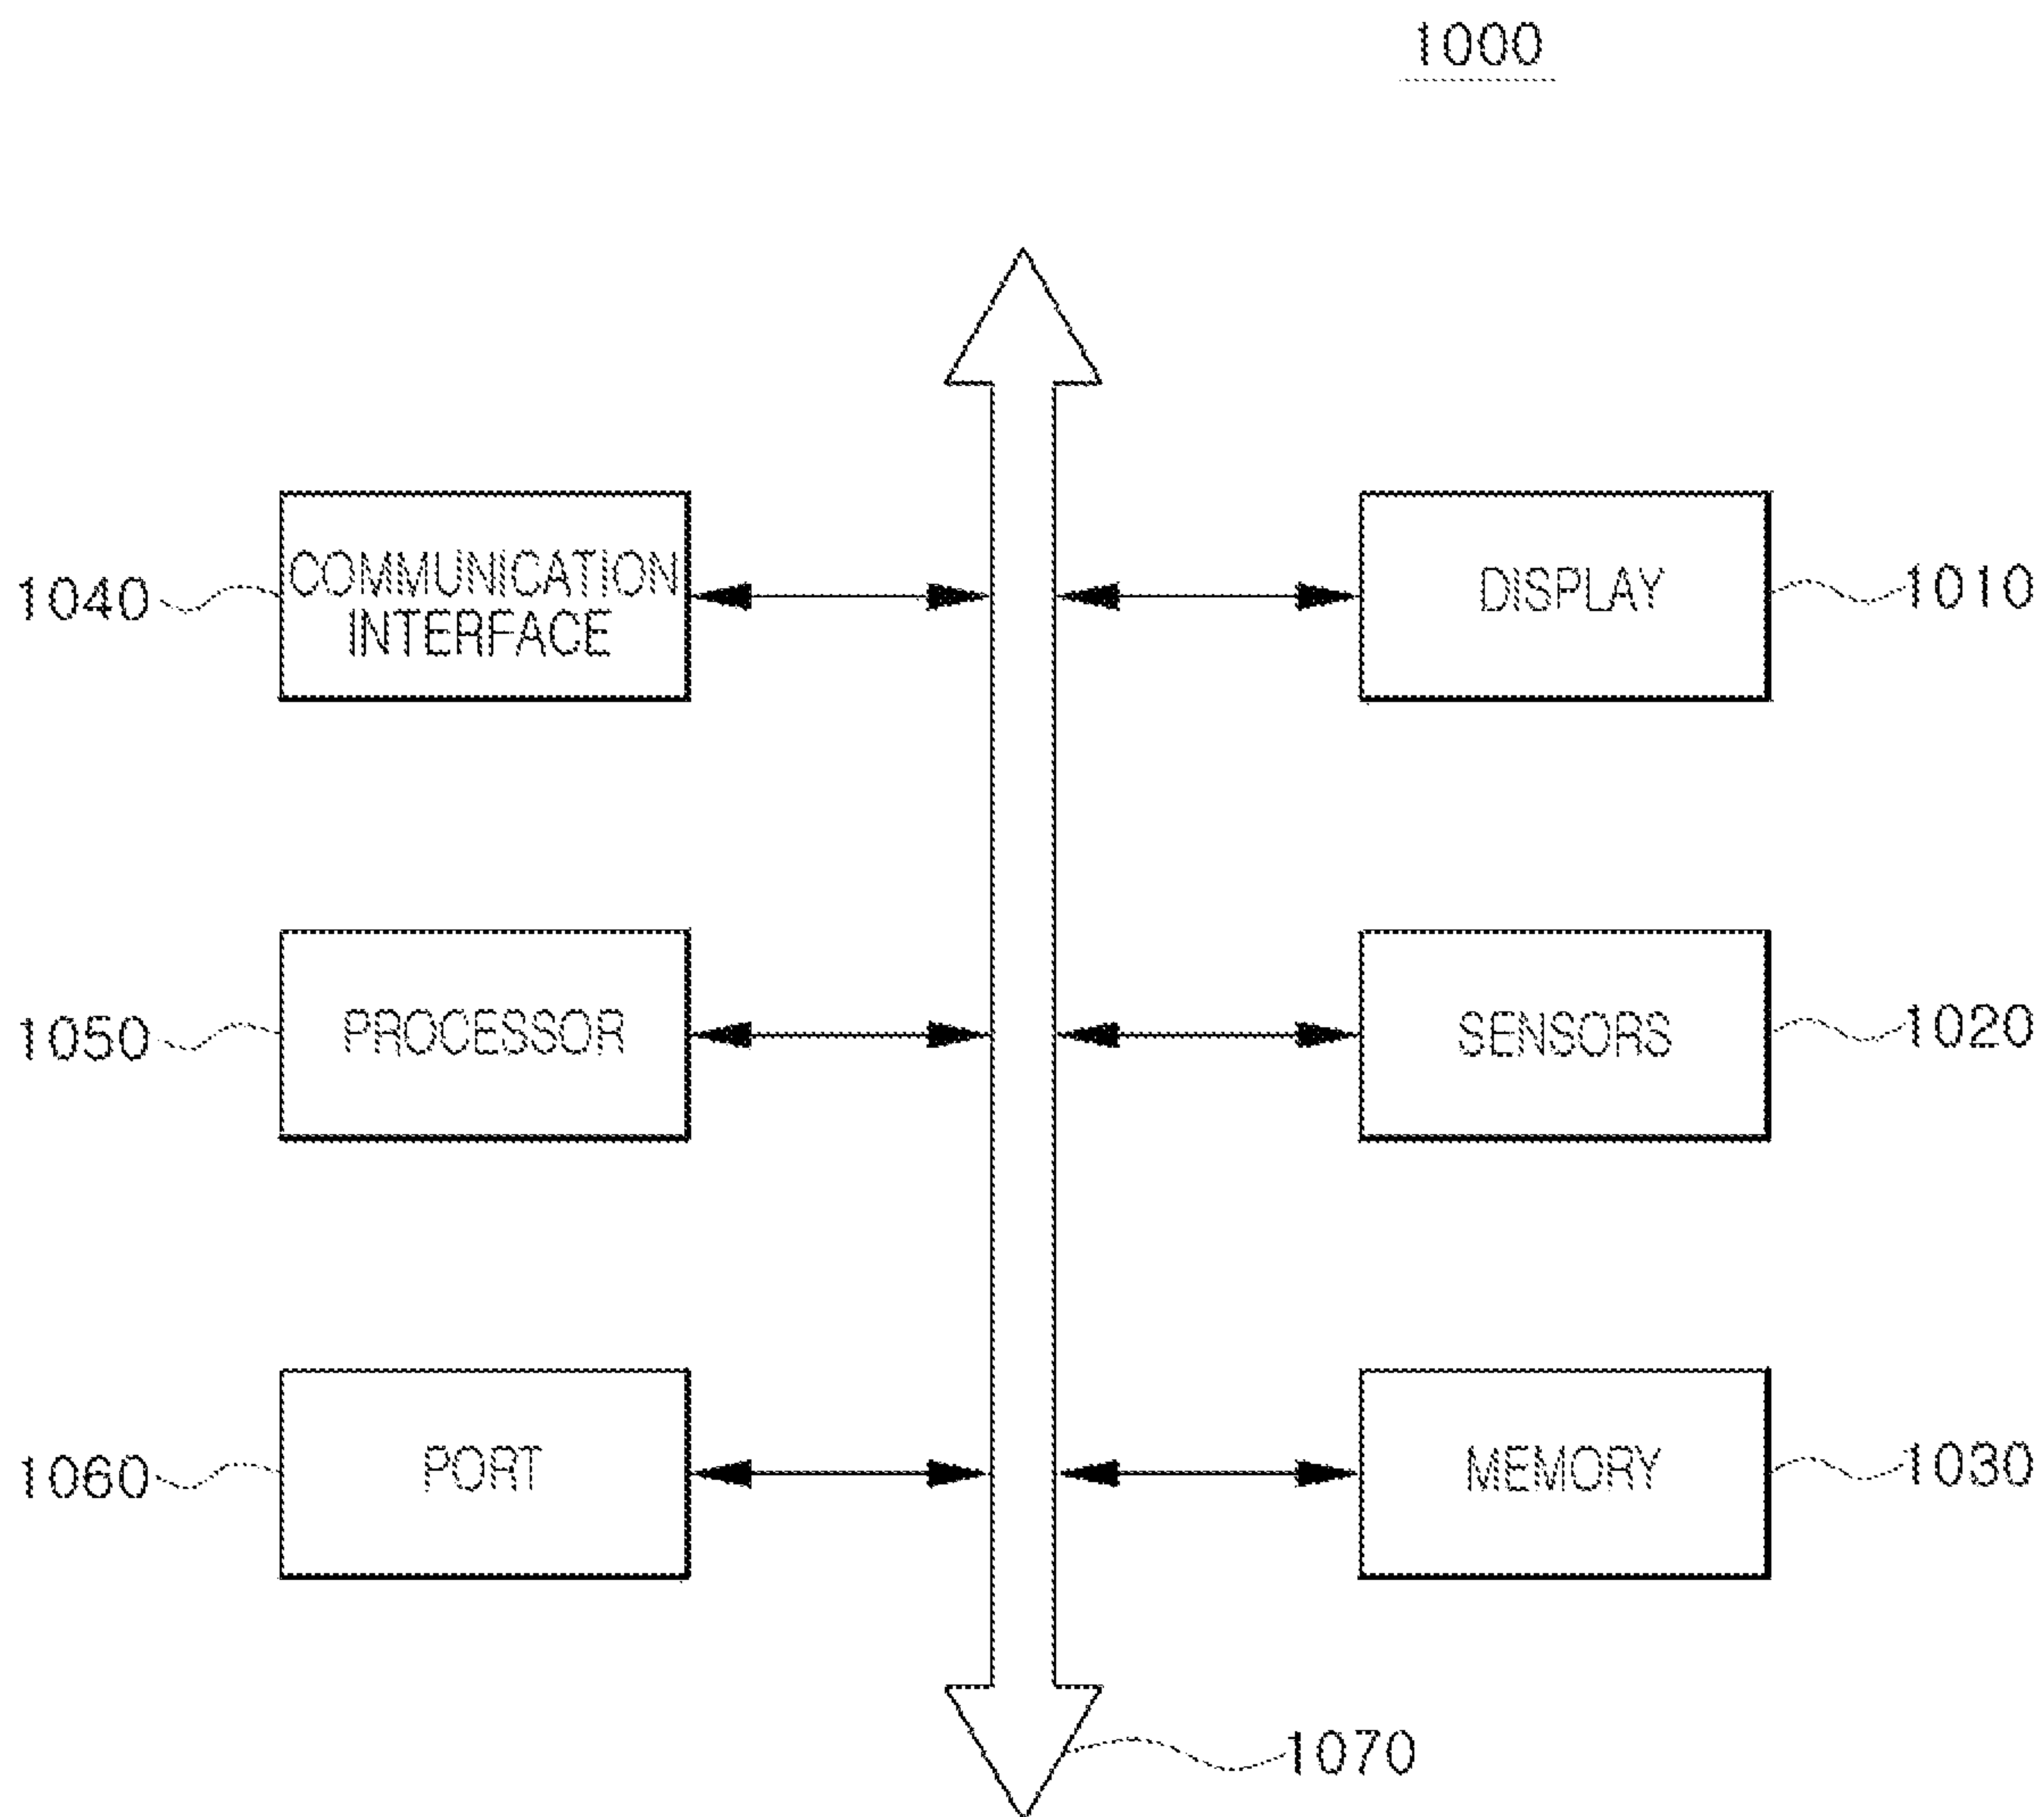 1000
COMMUNICATION
INTERFACE
1040
DISPLAY
1010
PROCESSOR
1050
SENSORS
1020
PORT
1060
MEMORY
1030
1070